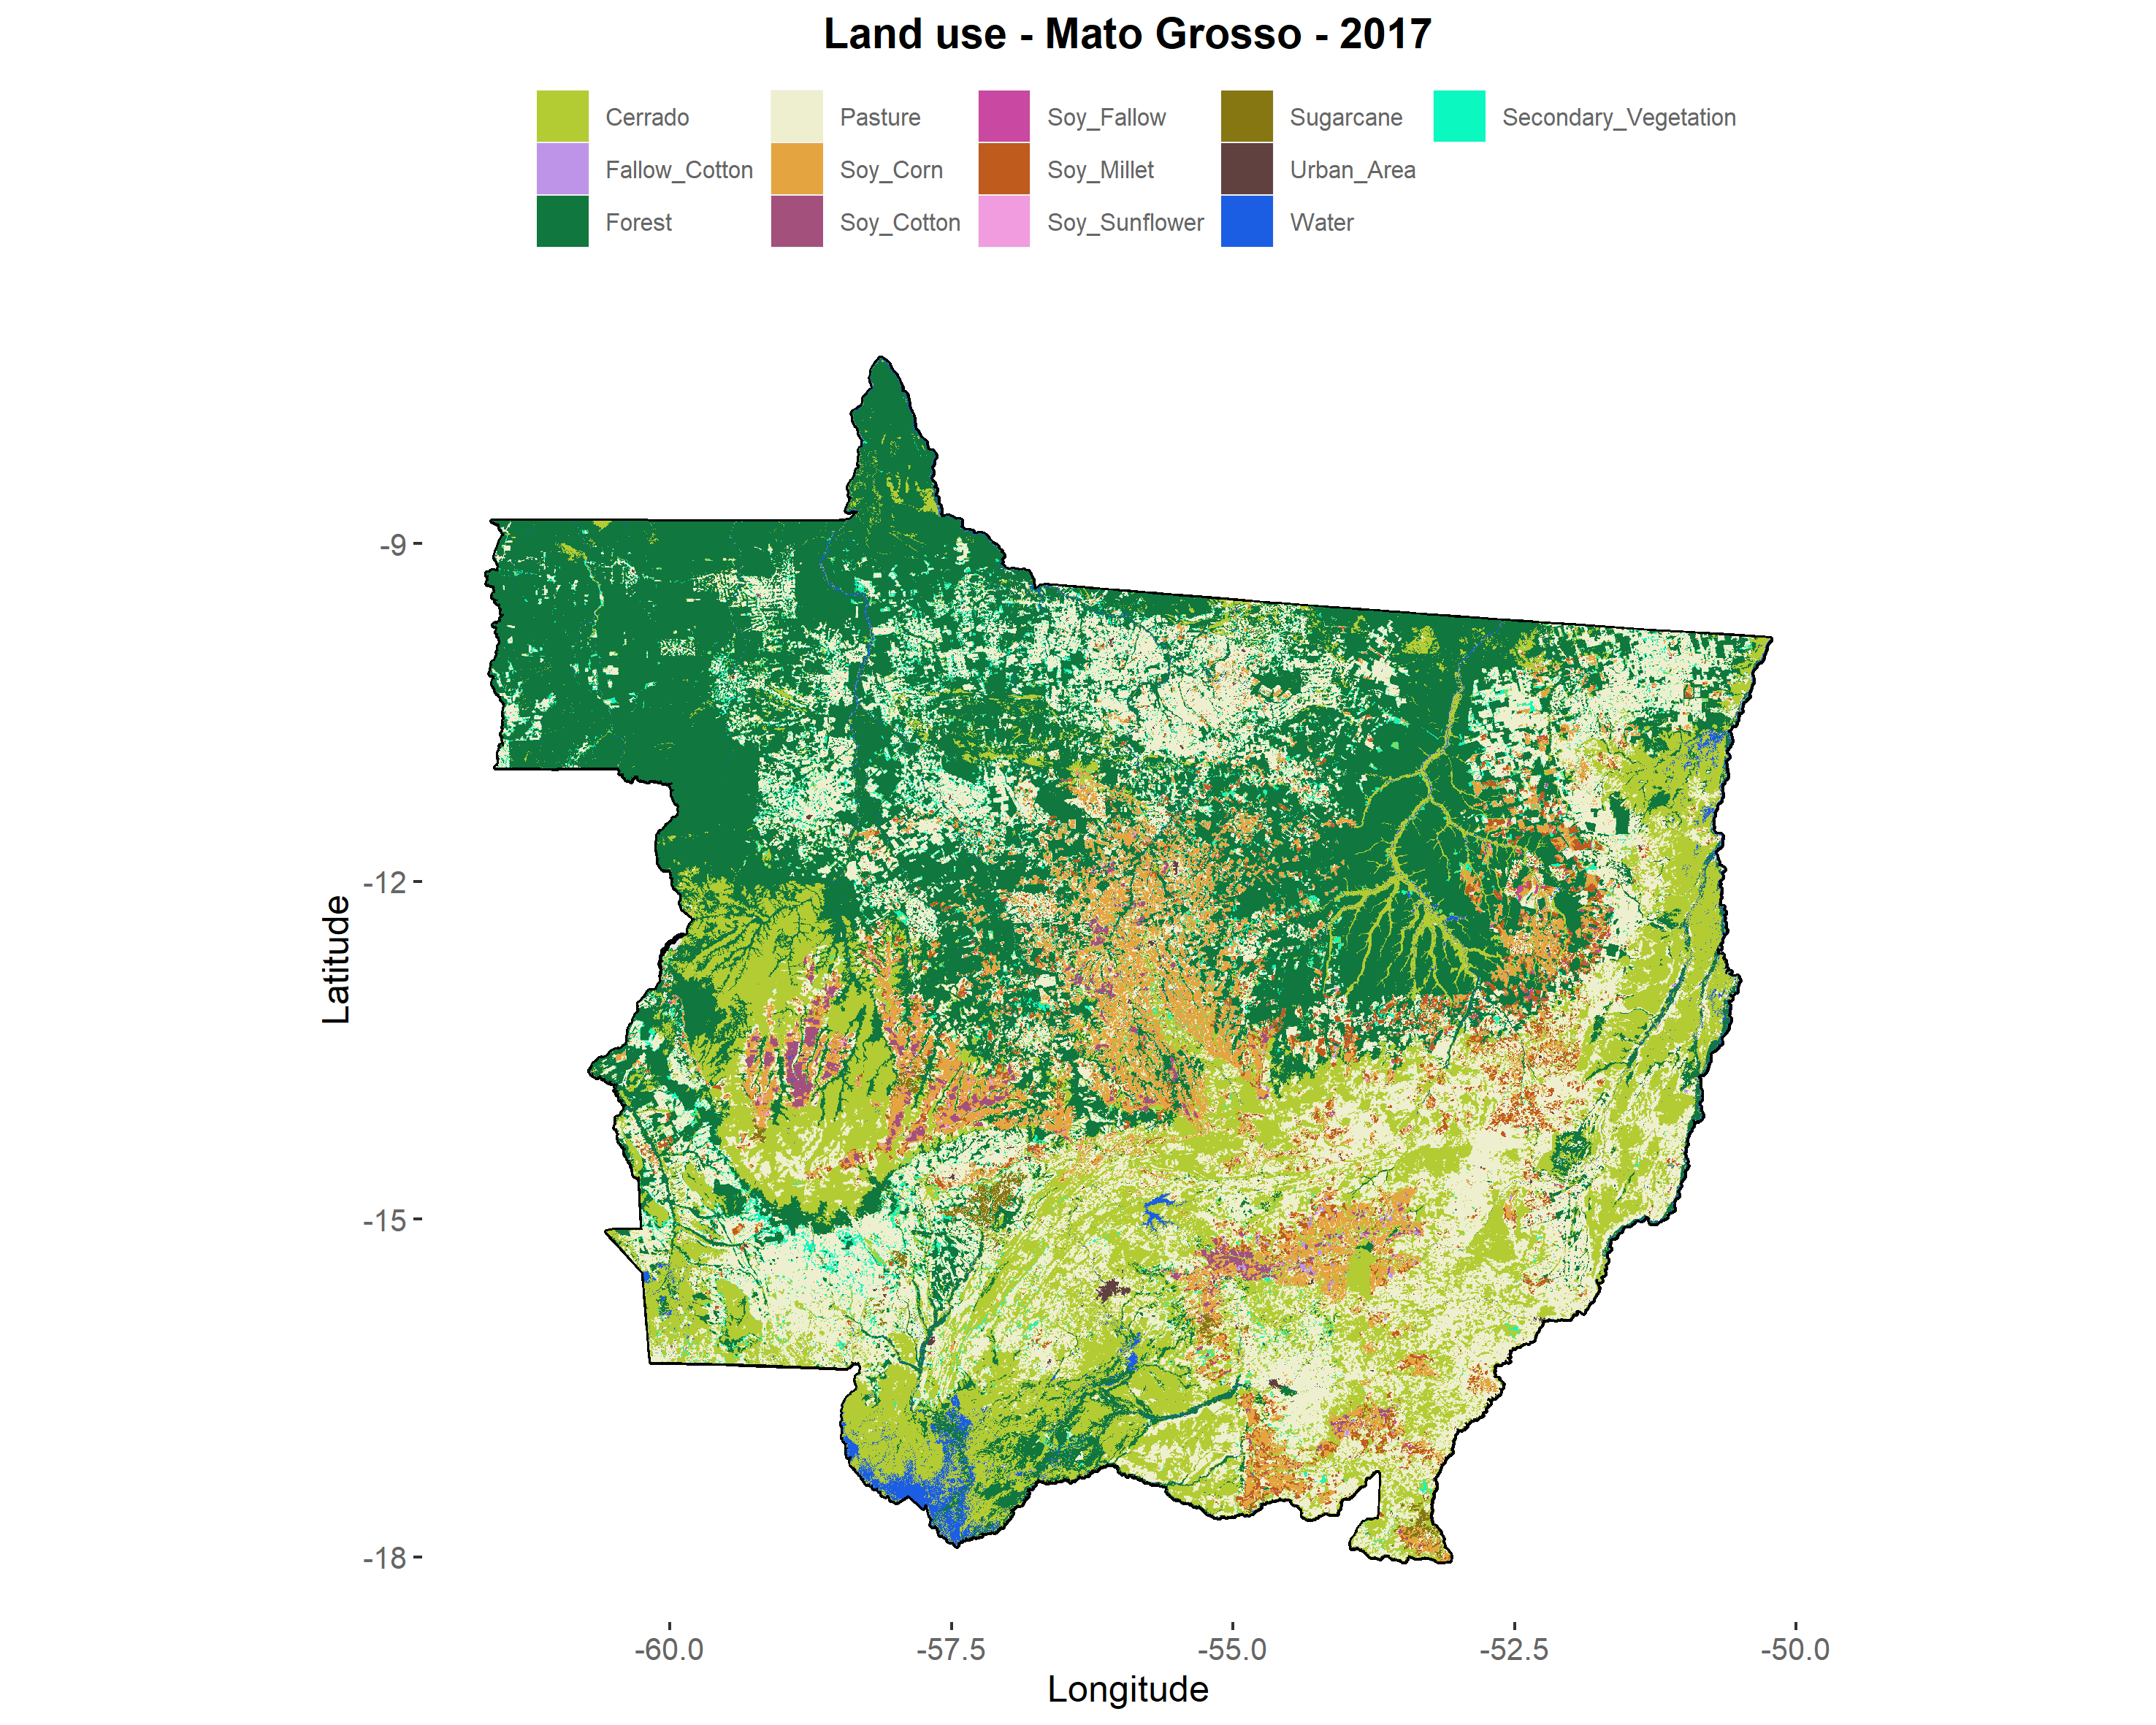 Land use - Mato Grosso - 2017
Cerrado Pasture Soy_Fallow Sugarcane Secondary_Vegetation
Fallow_Cotton Soy_Corn Soy_Millet Urban_Area
Forest Soy_Cotton Soy_Sunflower Water
-9
-12
-15
-18
Latitude
-60.0 -57.5 -55.0 -52.5 -50.0
Longitude